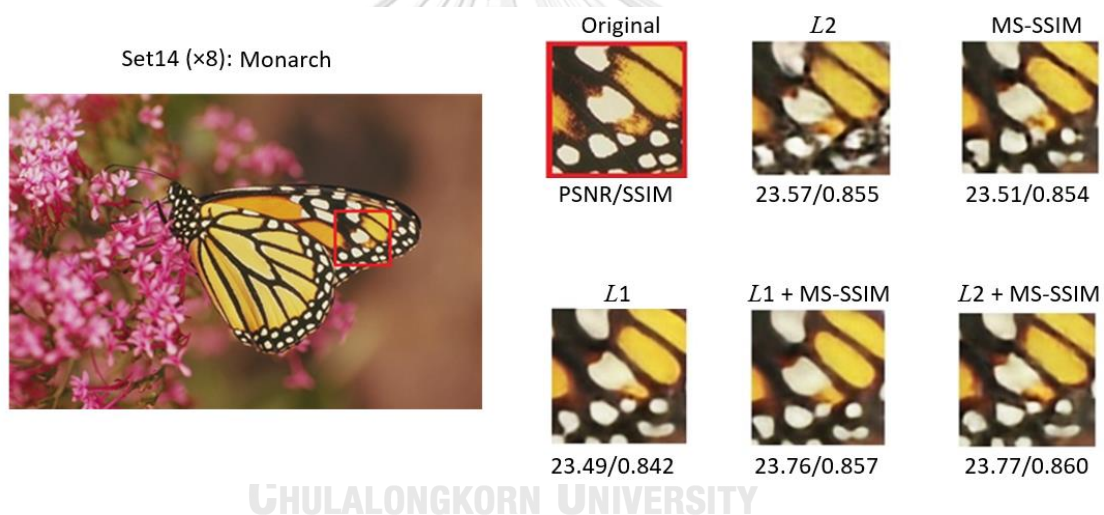 Original
L2
MS-SSIM
Set14 (×8): Monarch
PSNR/SSIM
23.57/0.855
23.51/0.854
L1
L1 + MS-SSIM
L2 + MS-SSIM
23.49/0.842
23.76/0.857
23.77/0.860
CHULALONGKORN UNIVERSITY